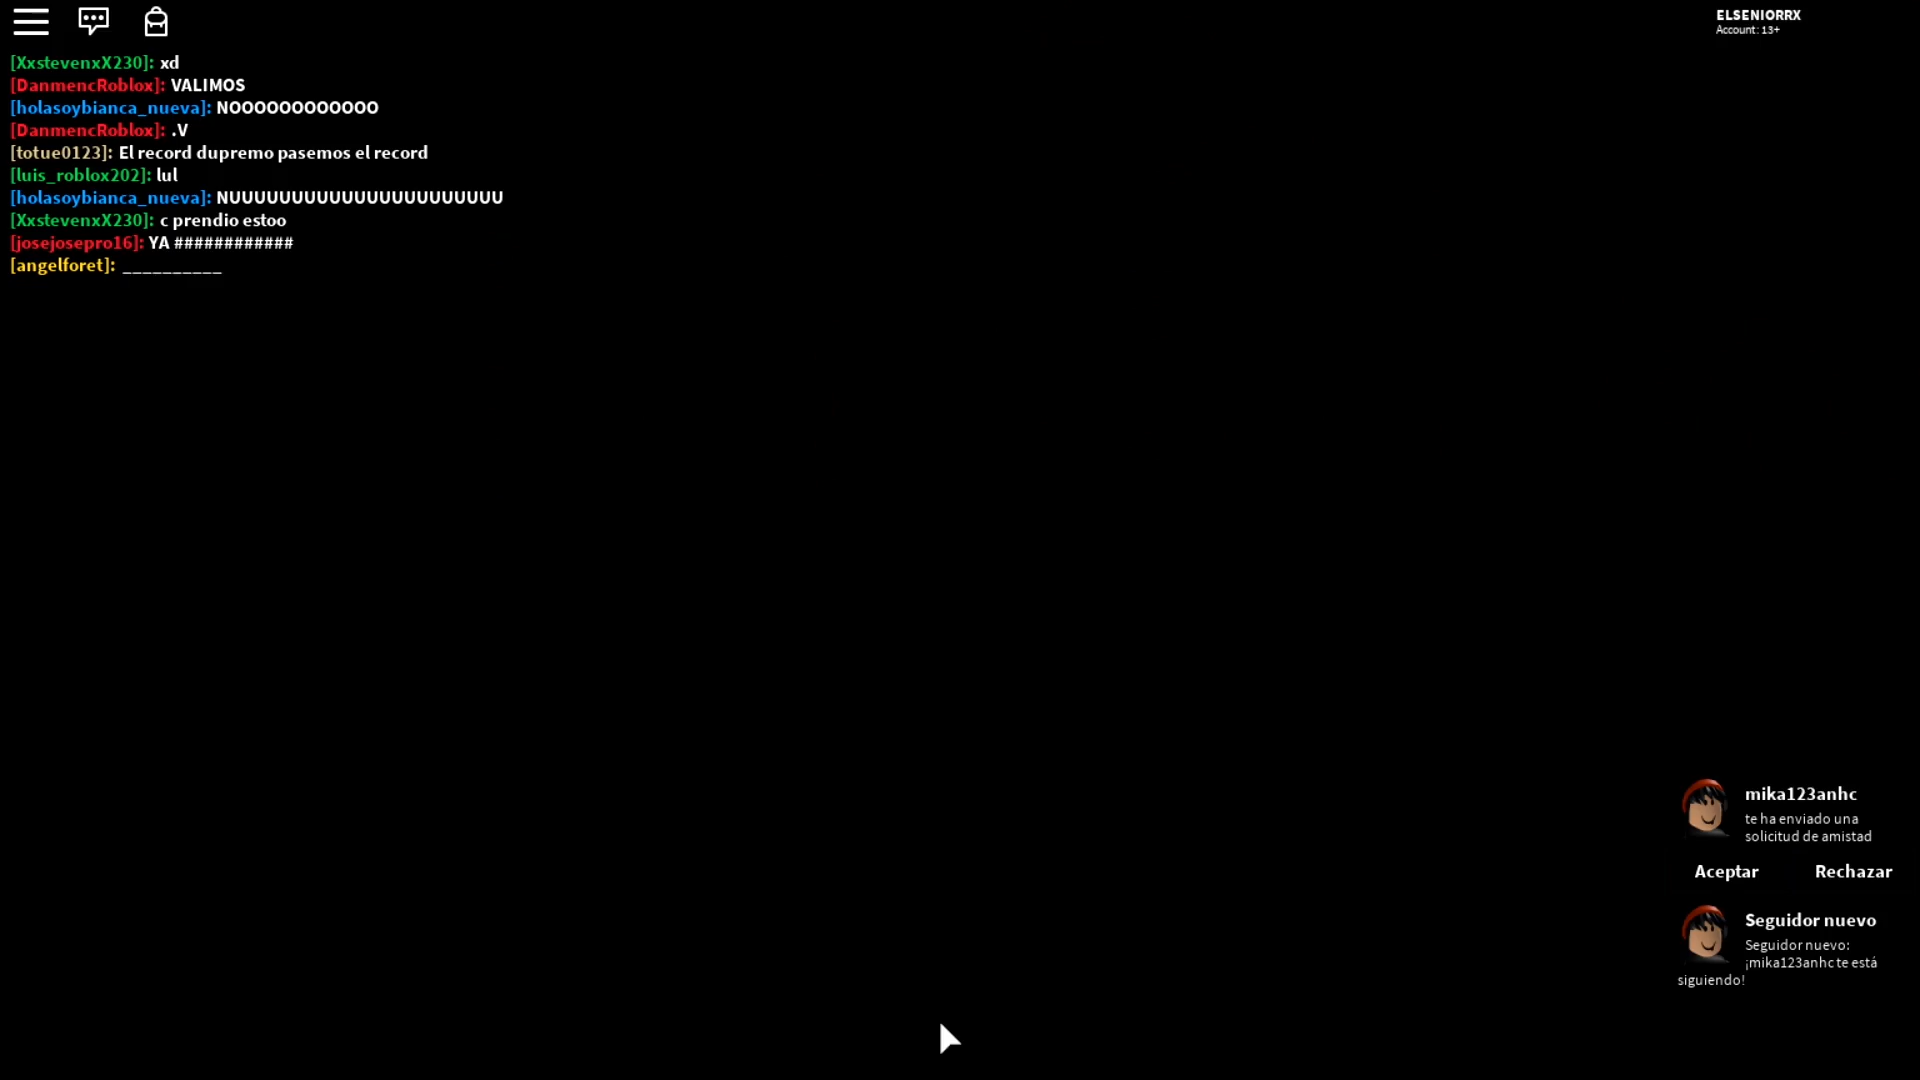 ELSENIORRX
Account: 13+
[XxstevenxX230]: xd
[DanmencRoblox]: VALIMOS
[holasoybianca_nueva]: NOOOOOOOOOOOO
[DanmencRoblox]: .V
[totue0123]: El record dupremo pasemos el record
[luis_roblox202]: lul
[holasoybianca_nueva]: NUUUUUUUUUUUUUUUUUUUUUU
[XxstevenxX230]: c prendio estoo
[josejosepro16]: YA ############
[angelforet]: __________
mika123anhc
te ha enviado una
solicitud de amistad
Aceptar Rechazar
Seguidor nuevo
Seguidor nuevo:
¡mika123anhc te está
siguiendo!